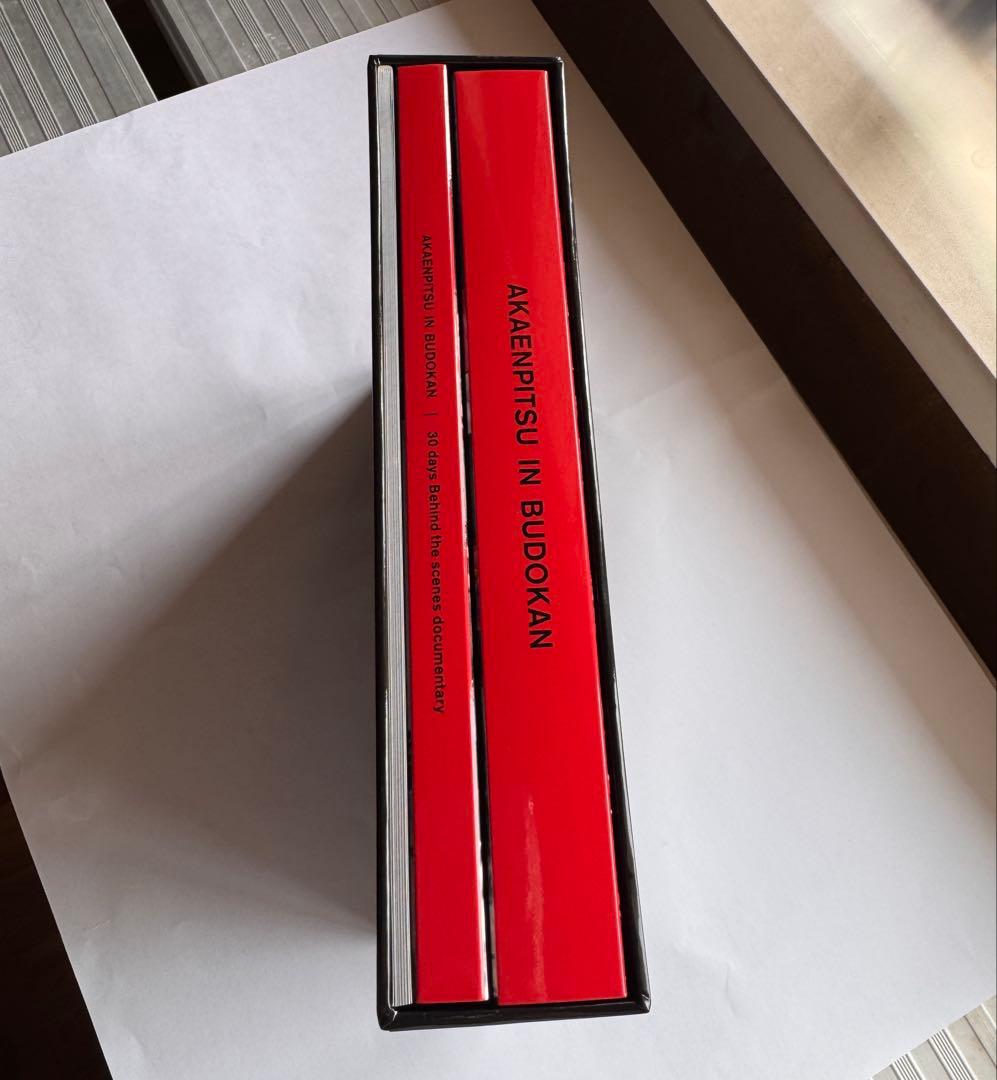 AKAENPITSU IN BUDOKAN | 30 days Behind the scenes documentary
AKAENPITSU IN BUDOKAN